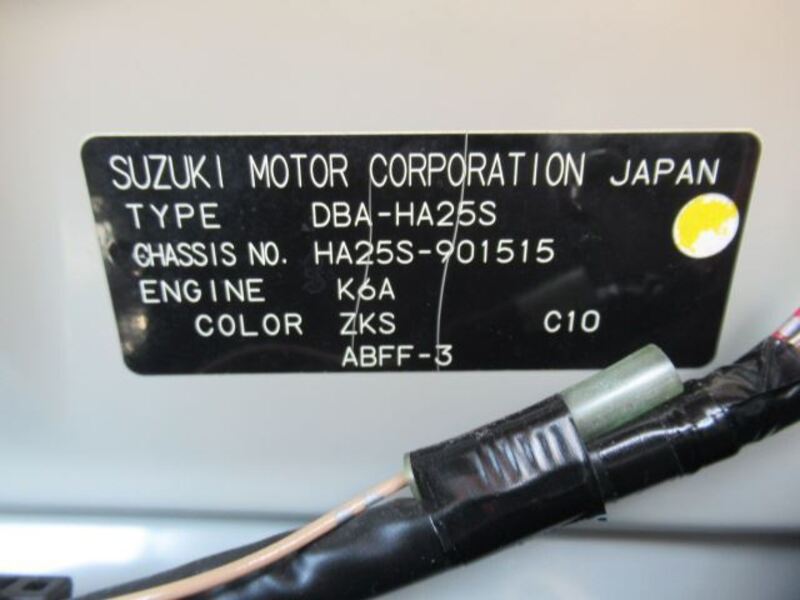 SUZUKI MOTOR CORPORATION JAPAN
TYPE DBA-HA25S
CHASSIS NO. HA25S-901515
ENGINE K6A
COLOR ZKS C10
ABFF-3